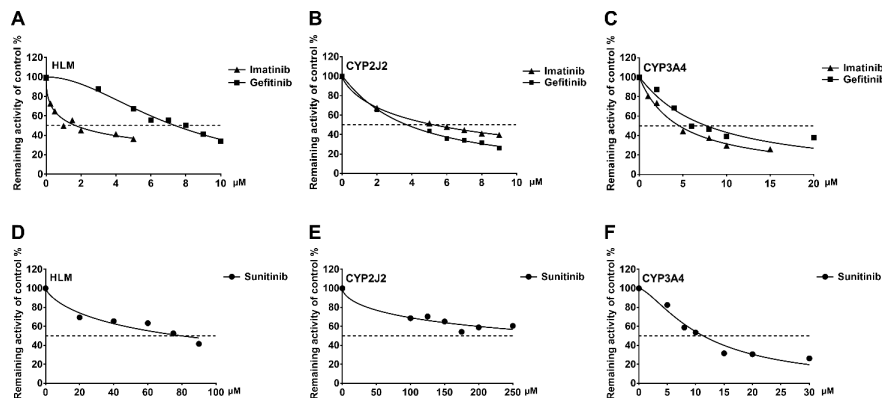 A
B
C
Remaining activity of control %
HLM
Imatinib
Gefitinib
120
100
80
60
40
20
0
0 2 4 6 8 10 µM
Remaining activity of control %
CYP2J2
Imatinib
Gefitinib
120
100
80
60
40
20
0
0 2 4 6 8 10 µM
Remaining activity of control %
CYP3A4
Imatinib
Gefitinib
120
100
80
60
40
20
0
0 5 10 15 20 µM
D
E
F
Remaining activity of control %
HLM
Sunitinib
120
100
80
60
40
20
0
0 20 40 60 80 100 µM
Remaining activity of control %
CYP2J2
Sunitinib
120
100
80
60
40
20
0
0 50 100 150 200 250 µM
Remaining activity of control %
CYP3A4
Sunitinib
120
100
80
60
40
20
0
0 5 10 15 20 25 30 µM